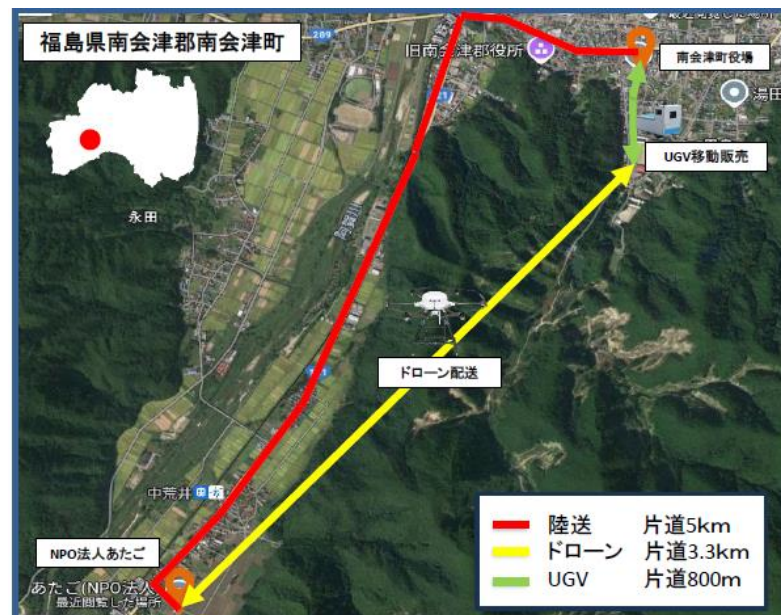 福島県南会津郡南会津町
289
旧南会津郡役所
南会津町役場
湯田
UGV移動販売
永田
阿賀川
ドローン配送
中荒井
NPO法人あたご
あたご(NPO法人
最近閲覧した場所
陸送 片道5km
ドローン 片道3.3km
UGV 片道800m